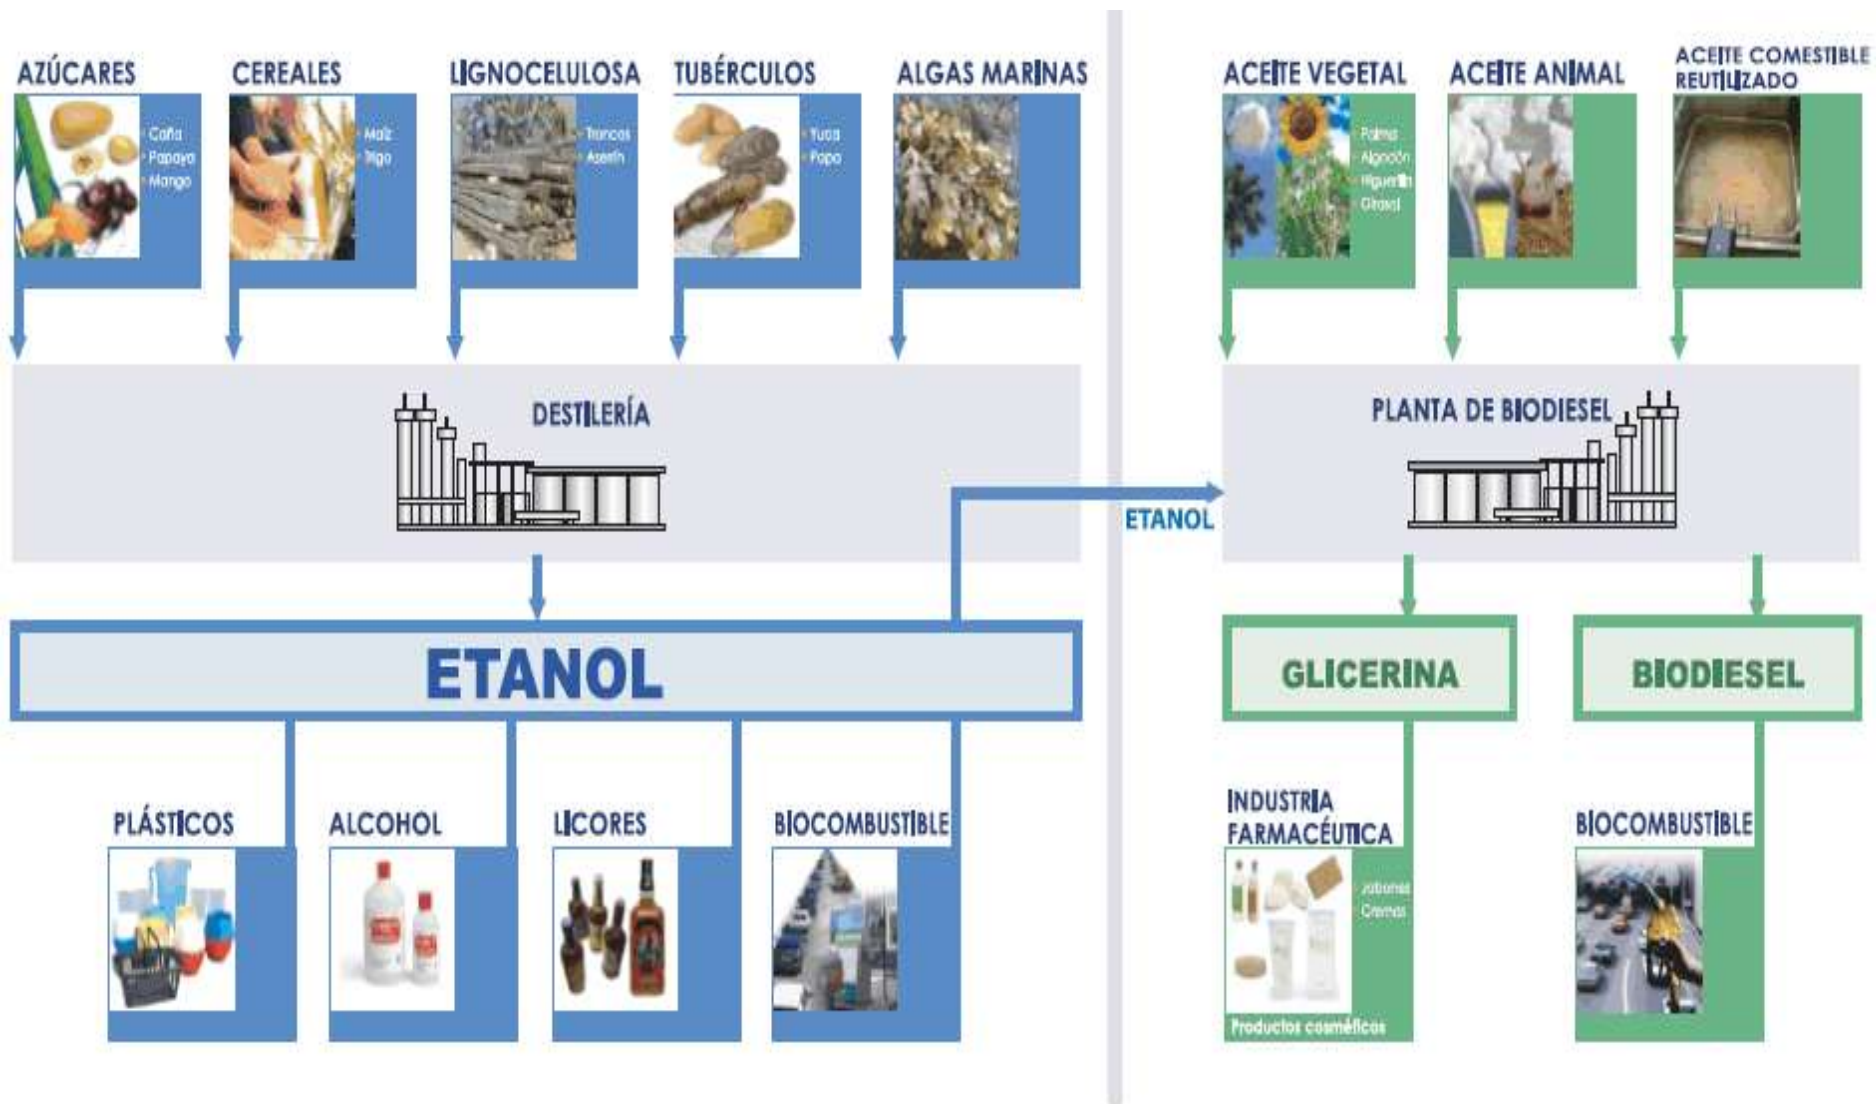 AZÚCARES
• Caña
• Papaya
• Mango
CEREALES
• Maíz
• Trigo
LIGNOCELULOSA
• Troncos
• Aserrín
TUBÉRCULOS
• Yuca
• Papa
ALGAS MARINAS
ACEITE VEGETAL
• Palma
• Algodón
• Higuerilla
• Girasol
ACEITE ANIMAL
ACEITE COMESTIBLE
REUTILIZADO
DESTILERÍA
PLANTA DE BIODIESEL
ETANOL
ETANOL
GLICERINA
BIODIESEL
PLÁSTICOS
ALCOHOL
LICORES
BIOCOMBUSTIBLE
INDUSTRIA
FARMACÉUTICA
• Jabones
• Cremas
Productos cosméticos
BIOCOMBUSTIBLE